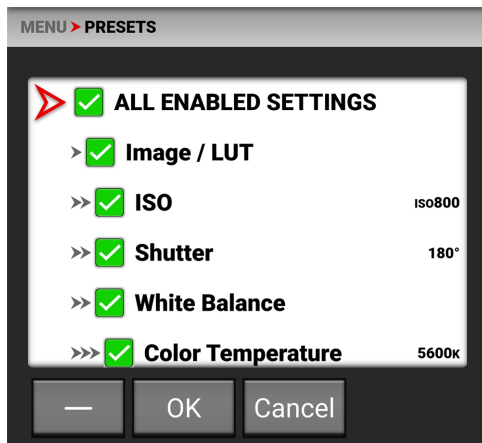 MENU PRESETS
ALL ENABLED SETTINGS
Image / LUT
ISO ISO800
Shutter 180°
White Balance
Color Temperature 5600K
— OK Cancel